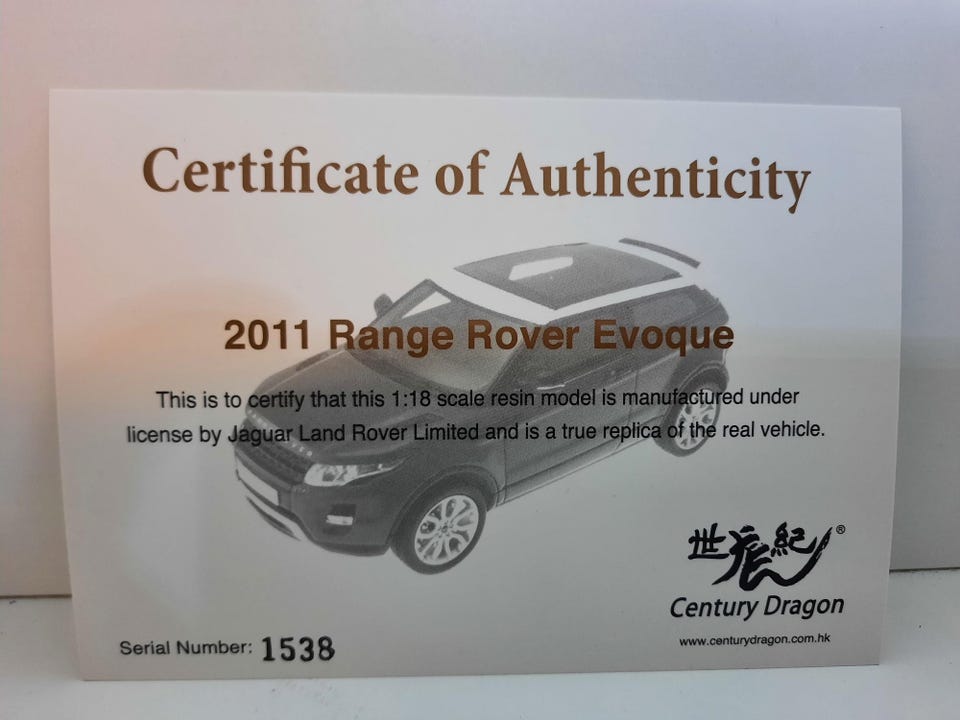 Certificate of Authenticity
2011 Range Rover Evoque
This is to certify that this 1:18 scale resin model is manufactured under
license by Jaguar Land Rover Limited and is a true replica of the real vehicle.
世紀®
Century Dragon
www.centurydragon.com.hk
Serial Number: 1538